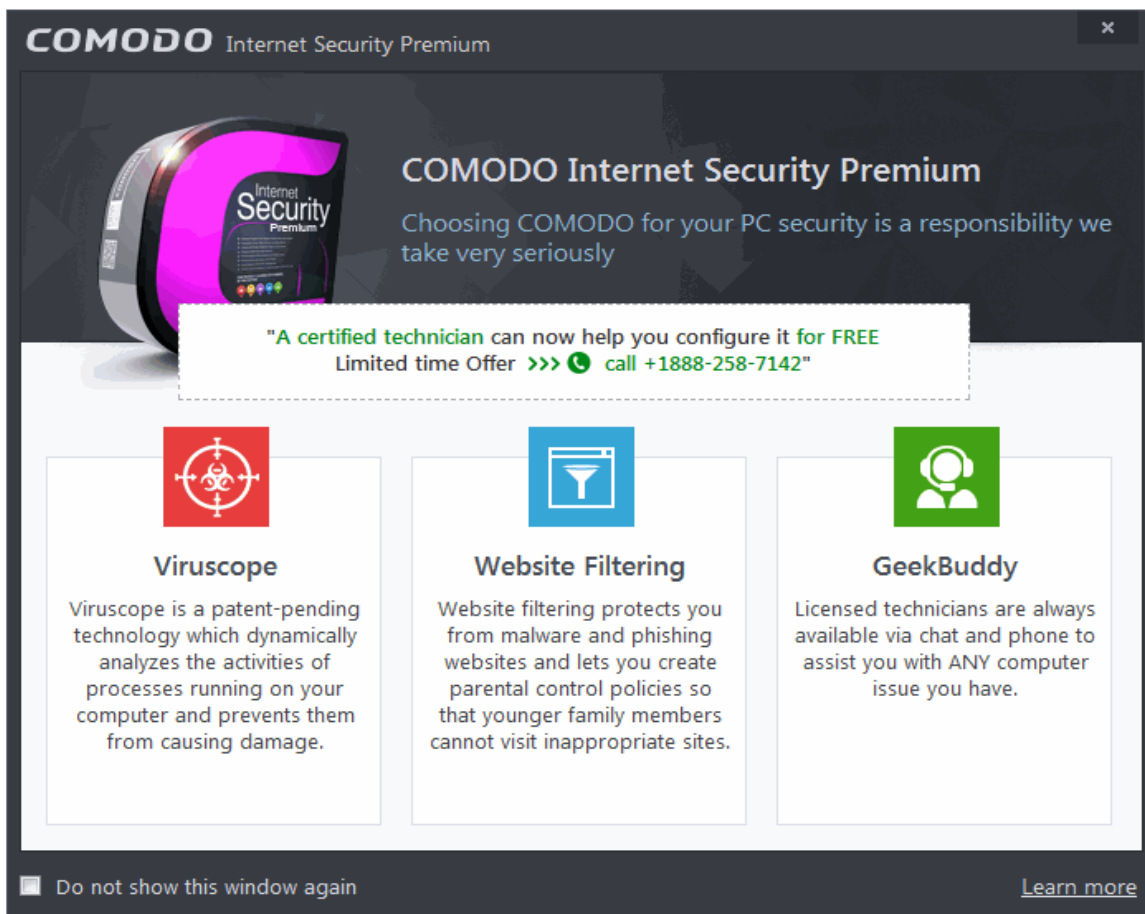 COMODO Internet Security Premium
COMODO Internet Security Premium
Choosing COMODO for your PC security is a responsibility we
take very seriously
Internet
Security
Premium
"A certified technician can now help you configure it for FREE
Limited time Offer >>> call +1888-258-7142"
Viruscope
Viruscope is a patent-pending
technology which dynamically
analyzes the activities of
processes running on your
computer and prevents them
from causing damage.
Website Filtering
Website filtering protects you
from malware and phishing
websites and lets you create
parental control policies so
that younger family members
cannot visit inappropriate sites.
GeekBuddy
Licensed technicians are always
available via chat and phone to
assist you with ANY computer
issue you have.
Do not show this window again
Learn more